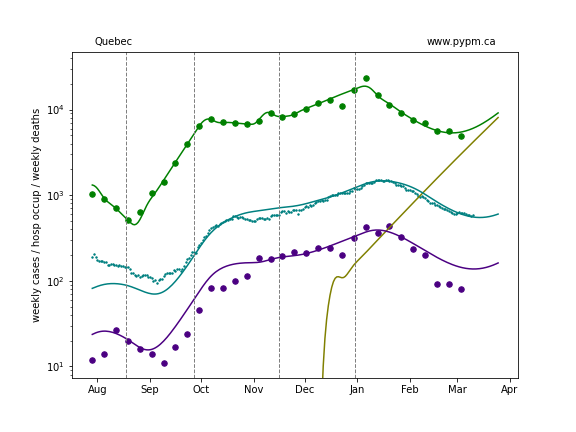 Quebec
www.pypm.ca
weekly cases / hosp occup / weekly deaths
10⁴
10³
10²
10¹
Aug Sep Oct Nov Dec Jan Feb Mar Apr